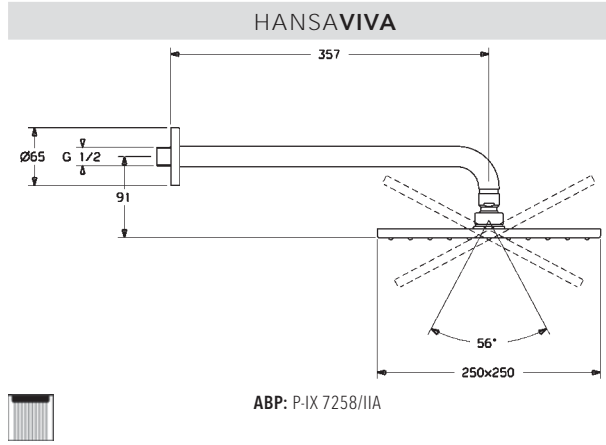 HANSAVIVA
357
Ø65
G 1/2
91
56°
250x250
ABP: P-IX 7258/IIA